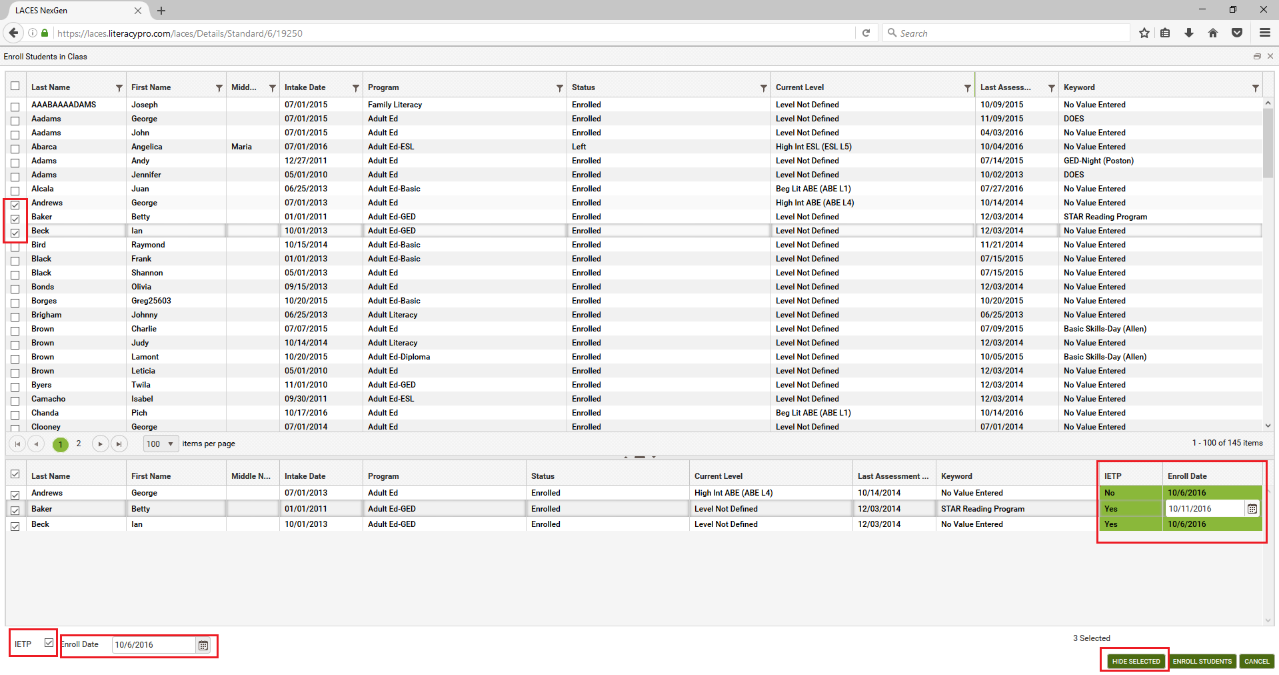 LACES NexGen
https://laces.literacypro.com/laces/Details/Standard/6/19250
Search
Enroll Students in Class
Last Name First Name Midd... Intake Date Program Status Current Level Last Assess... Keyword
AAABAAAADAMS Joseph 07/01/2015 Family Literacy Enrolled Level Not Defined 10/09/2015 No Value Entered
Aadams George 07/01/2015 Adult Ed Enrolled Level Not Defined 11/09/2015 DOES
Aadams John 07/01/2015 Adult Ed Enrolled Level Not Defined 04/03/2016 No Value Entered
Abarca Angelica Maria 07/01/2016 Adult Ed-ESL Left High Int ESL (ESL L5) 10/04/2016 No Value Entered
Adams Andy 12/27/2011 Adult Ed Enrolled Level Not Defined 07/14/2015 GED-Night (Poston)
Adams Jennifer 05/01/2010 Adult Ed Enrolled Level Not Defined 10/02/2013 DOES
Alcala Juan 06/25/2013 Adult Ed-Basic Enrolled Beg Lit ABE (ABE L1) 07/27/2016 No Value Entered
Andrews George 07/01/2013 Adult Ed Enrolled High Int ABE (ABE L4) 10/14/2014 No Value Entered
Baker Betty 01/01/2011 Adult Ed-GED Enrolled Level Not Defined 12/03/2014 STAR Reading Program
Beck Ian 10/01/2013 Adult Ed-GED Enrolled Level Not Defined 12/03/2014 No Value Entered
Bird Raymond 10/15/2014 Adult Ed-Basic Enrolled Level Not Defined 11/21/2014 No Value Entered
Black Frank 01/01/2013 Adult Ed-Basic Enrolled Level Not Defined 07/15/2015 No Value Entered
Black Shannon 05/01/2013 Adult Ed Enrolled Level Not Defined 07/15/2015 No Value Entered
Bonds Olivia 09/15/2013 Adult Ed Enrolled Level Not Defined 12/03/2014 No Value Entered
Borges Greg25603 10/20/2015 Adult Ed-Basic Enrolled Level Not Defined 10/20/2015 No Value Entered
Brigham Johnny 06/25/2013 Adult Literacy Enrolled Level Not Defined 06/25/2013 No Value Entered
Brown Charlie 07/07/2015 Adult Ed Enrolled Level Not Defined 07/09/2015 Basic Skills-Day (Allen)
Brown Judy 10/14/2014 Adult Literacy Enrolled Level Not Defined 12/03/2014 No Value Entered
Brown Lamont 10/20/2015 Adult Ed-Diploma Enrolled Level Not Defined 10/05/2015 Basic Skills-Day (Allen)
Brown Leticia 05/01/2010 Adult Ed Enrolled Level Not Defined 12/03/2014 No Value Entered
Byers Twila 11/01/2010 Adult Ed-GED Enrolled Level Not Defined 12/03/2014 No Value Entered
Camacho Isabel 09/30/2011 Adult Ed-ESL Enrolled Level Not Defined 12/03/2014 No Value Entered
Chanda Pich 10/17/2016 Adult Ed Enrolled Beg Lit ABE (ABE L1) 10/14/2016 No Value Entered
Clooney George 07/01/2014 Adult Ed Enrolled Level Not Defined 07/01/2014 No Value Entered
1 2 100 items per page 1 - 100 of 145 items
Last Name First Name Middle N... Intake Date Program Status Current Level Last Assessment ... Keyword IETP Enroll Date
Andrews George 07/01/2013 Adult Ed Enrolled High Int ABE (ABE L4) 10/14/2014 No Value Entered No 10/6/2016
Baker Betty 01/01/2011 Adult Ed-GED Enrolled Level Not Defined 12/03/2014 STAR Reading Program Yes 10/11/2016
Beck Ian 10/01/2013 Adult Ed-GED Enrolled Level Not Defined 12/03/2014 No Value Entered Yes 10/6/2016
IETP Enroll Date 10/6/2016 3 Selected
HIDE SELECTED ENROLL STUDENTS CANCEL